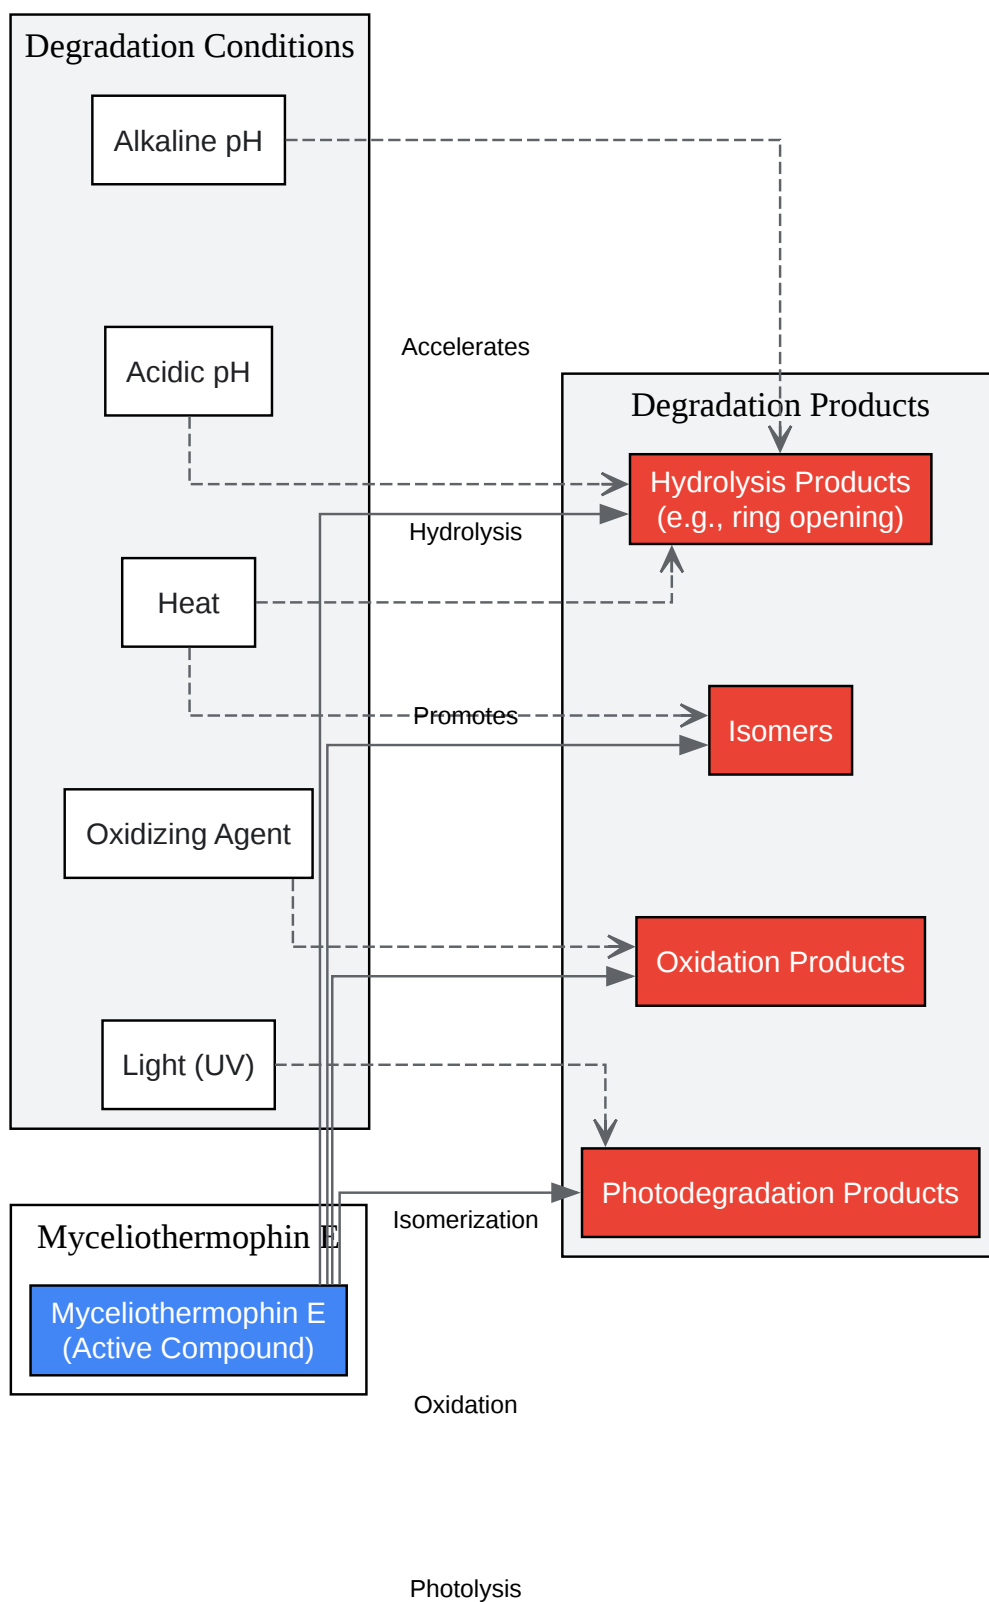 Degradation Conditions
Alkaline pH
Acidic pH
Heat
Oxidizing Agent
Light (UV)
Accelerates
Hydrolysis
Promotes
Isomerization
Oxidation
Photolysis
Degradation Products
Hydrolysis Products
(e.g., ring opening)
Isomers
Oxidation Products
Photodegradation Products
Myceliothermophin E
Myceliothermophin E
(Active Compound)